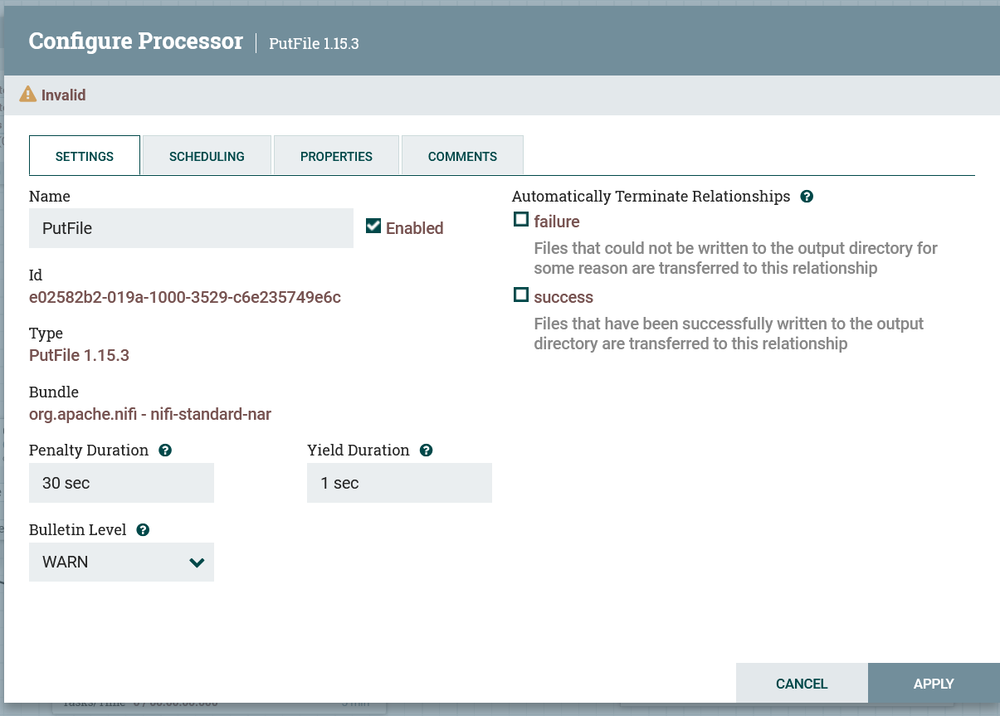 Configure Processor
PutFile 1.15.3
Invalid
SETTINGS
SCHEDULING
PROPERTIES
COMMENTS
Name
PutFile
Enabled
Id
e02582b2-019a-1000-3529-c6e235749e6c
Type
PutFile 1.15.3
Bundle
org.apache.nifi - nifi-standard-nar
Penalty Duration
30 sec
Yield Duration
1 sec
Bulletin Level
WARN
Automatically Terminate Relationships
failure
Files that could not be written to the output directory for
some reason are transferred to this relationship
success
Files that have been successfully written to the output
directory are transferred to this relationship
CANCEL
APPLY